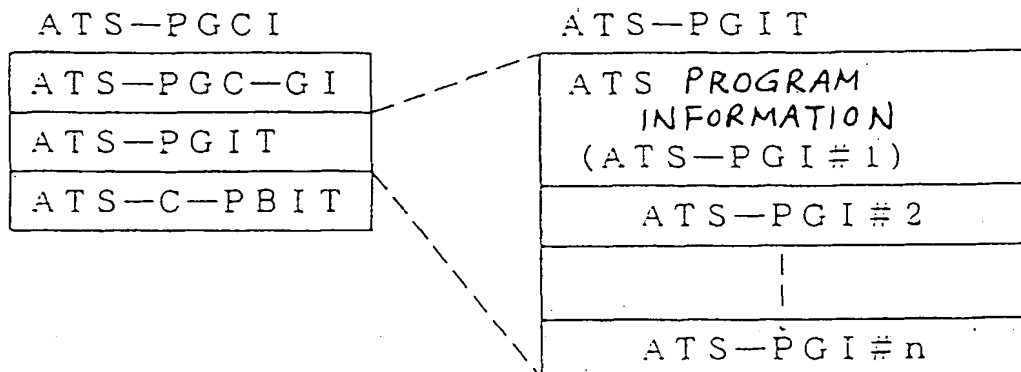 ATS—PGCI
ATS—PGC—GI
ATS—PGIT
ATS—C—PBIT
ATS—PGIT
ATS PROGRAM
INFORMATION
(ATS—PGI#1)
ATS—PGI#2
ATS—PGI#n